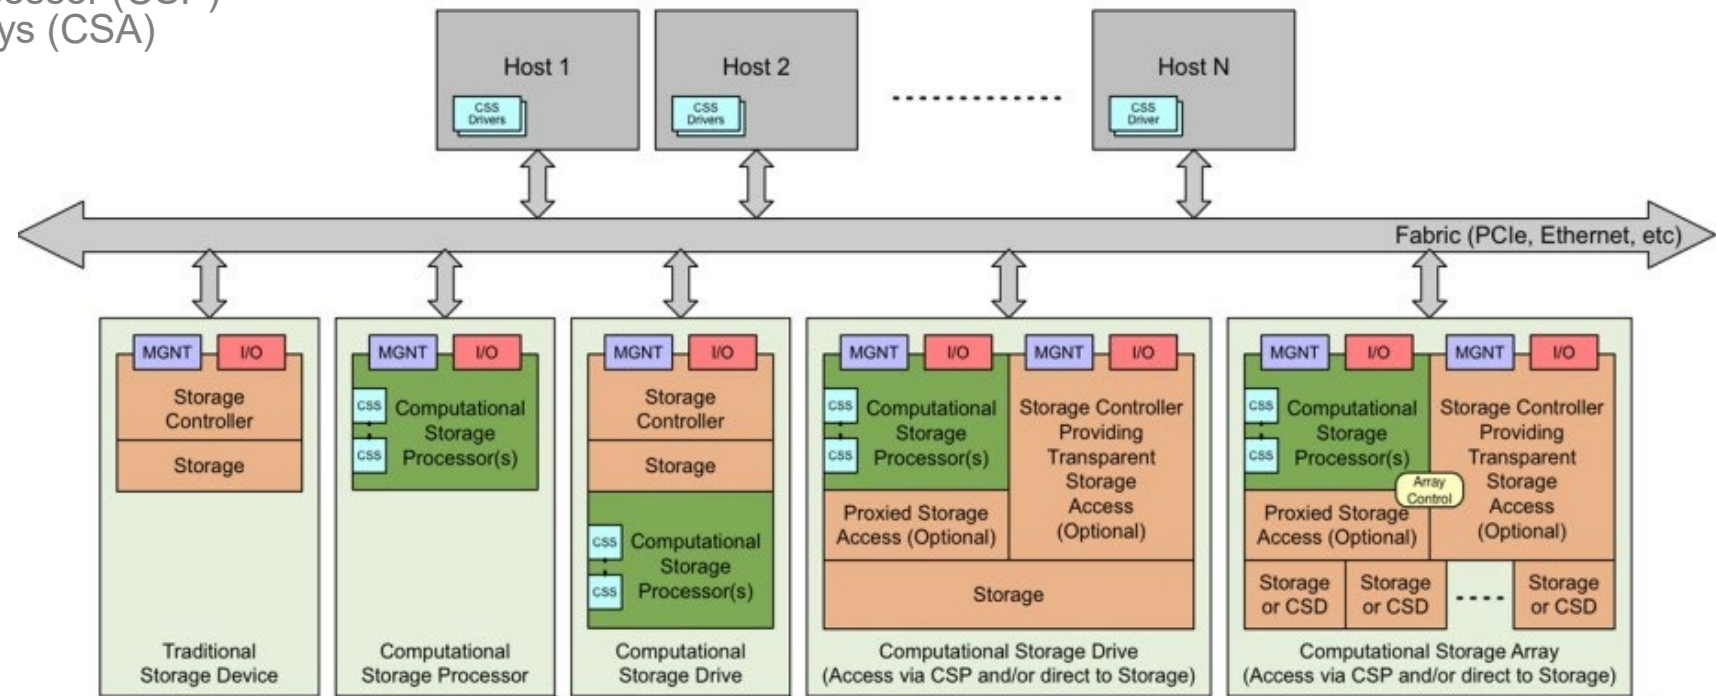 ys (CSA)
Host 1
CSS
Drivers
Host 2
CSS
Drivers
Host N
CSS
Driver
Fabric (PCIe, Ethernet, etc)
MGNT
I/O
Storage
Controller
Storage
Traditional
Storage Device
MGNT
I/O
CSS
CSS
Computational
Storage
Processor(s)
Computational
Storage Processor
MGNT
I/O
Storage
Controller
Storage
CSS
CSS
Computational
Storage
Processor(s)
Computational
Storage Drive
MGNT
I/O
MGNT
I/O
CSS
CSS
Computational
Storage
Processor(s)
Proxied Storage
Access (Optional)
Storage Controller
Providing
Transparent
Storage
Access
(Optional)
Storage
Computational Storage Drive
(Access via CSP and/or direct to Storage)
MGNT
I/O
MGNT
I/O
CSS
CSS
Computational
Storage
Processor(s)
Array
Control
Proxied Storage
Access (Optional)
Storage Controller
Providing
Transparent
Storage
Access
(Optional)
Storage
or CSD
Storage
or CSD
Storage
or CSD
Computational Storage Array
(Access via CSP and/or direct to Storage)